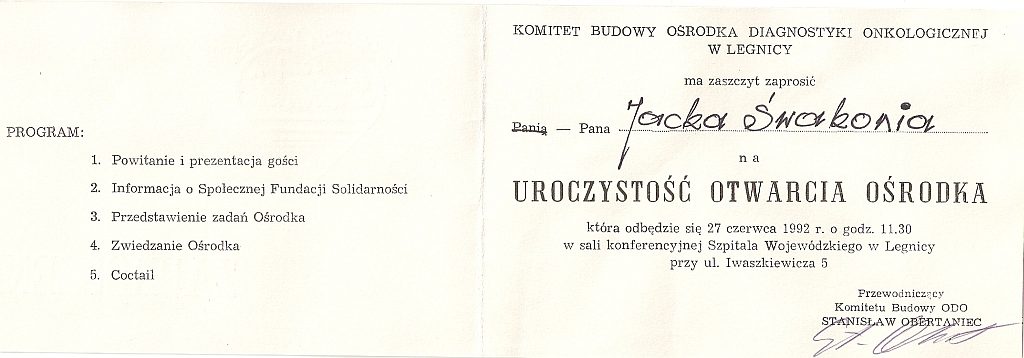 PROGRAM:
1. Powitanie i prezentacja gości
2. Informacja o Społecznej Fundacji Solidarności
3. Przedstawienie zadań Ośrodka
4. Zwiedzanie Ośrodka
5. Coctail
KOMITET BUDOWY OŚRODKA DIAGNOSTYKI ONKOLOGICZNEJ
W LEGNICY
ma zaszczyt zaprosić
Panią — Pana Jacka Swakonia
na
UROCZYSTOŚĆ OTWARCIA OŚRODKA
która odbędzie się 27 czerwca 1992 r. o godz. 11.30
w sali konferencyjnej Szpitala Wojewódzkiego w Legnicy
przy ul. Iwaszkiewicza 5
Przewodniczący
Komitetu Budowy ODO
STANISŁAW OBERTANIEC